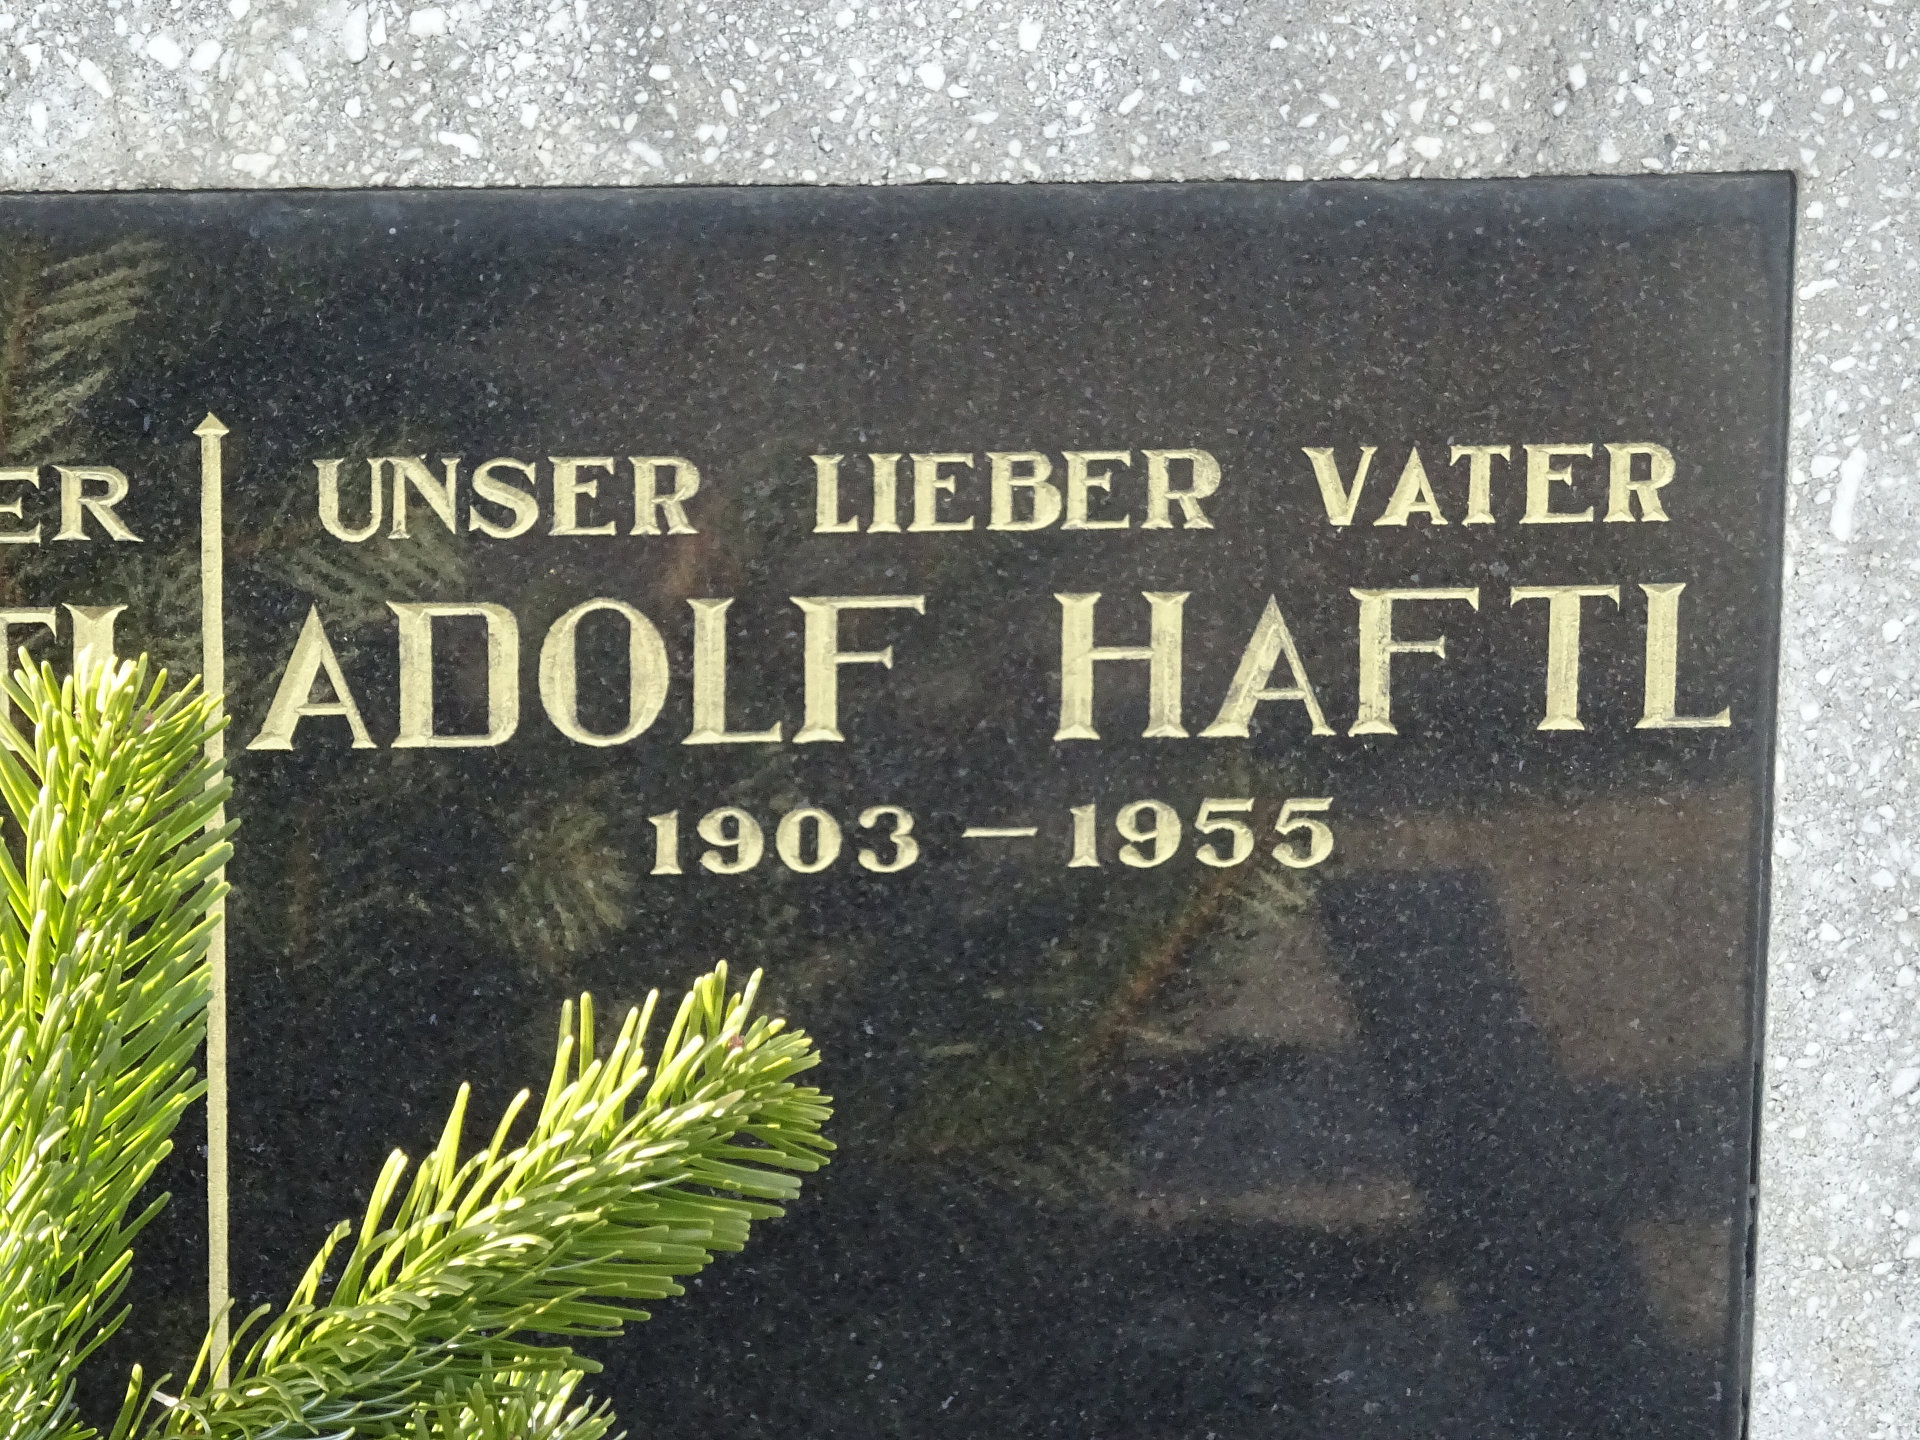 UNSER LIEBER VATER
ADOLF HAFTL
1903 – 1955